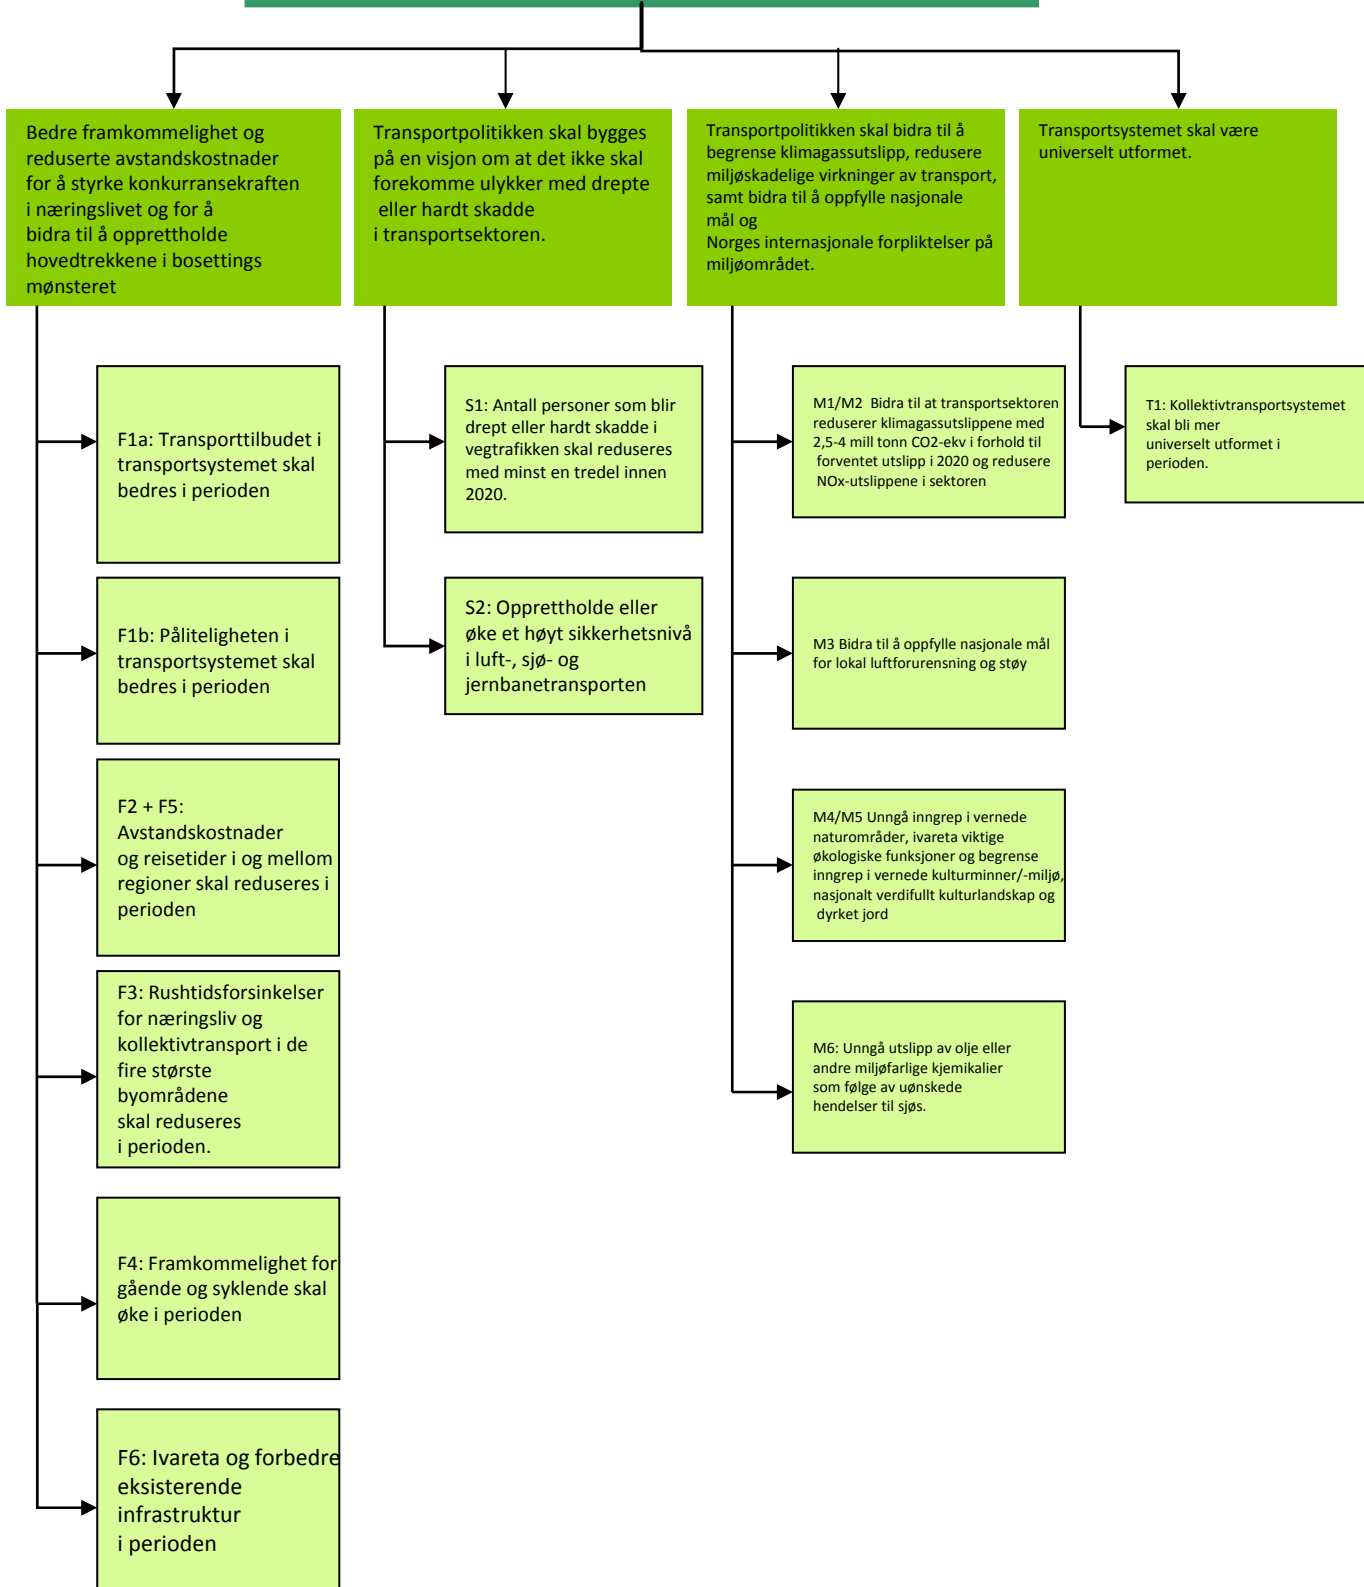 Bedre framkommelighet og
reduserte avstandskostnader
for å styrke konkurransekraften
i næringslivet og for å
bidra til å opprettholde
hovedtrekkene i bosettings
mønsteret
Transportpolitikken skal bygges
på en visjon om at det ikke skal
forekomme ulykker med drepte
eller hardt skadde
i transportsektoren.
Transportpolitikken skal bidra til å
begrense klimagassutslipp, redusere
miljøskadelige virkninger av transport,
samt bidra til å oppfylle nasjonale
mål og
Norges internasjonale forpliktelser på
miljøområdet.
Transportsystemet skal være
universelt utformet.
F1a: Transporttilbudet i
transportsystemet skal
bedres i perioden
F1b: Påliteligheten i
transportsystemet skal
bedres i perioden
F2 + F5:
Avstandskostnader
og reisetider i og mellom
regioner skal reduseres i
perioden
F3: Rushtidsforsinkelser
for næringsliv og
kollektivtransport i de
fire største
byområdene
skal reduseres
i perioden.
F4: Framkommelighet for
gående og syklende skal
øke i perioden
F6: Ivareta og forbedre
eksisterende
infrastruktur
i perioden
S1: Antall personer som blir
drept eller hardt skadde i
vegtrafikken skal reduseres
med minst en tredel innen
2020.
S2: Opprettholde eller
øke et høyt sikkerhetsnivå
i luft-, sjø- og
jernbanetransporten
M1/M2 Bidra til at transportsektoren
reduserer klimagassutslippene med
2,5-4 mill tonn CO2-ekv i forhold til
forventet utslipp i 2020 og redusere
NOx-utslippene i sektoren
M3 Bidra til å oppfylle nasjonale mål
for lokal luftforurensning og støy
M4/M5 Unngå inngrep i vernede
naturområder, ivareta viktige
økologiske funksjoner og begrense
inngrep i vernede kulturminner/-miljø,
nasjonalt verdifullt kulturlandskap og
dyrket jord
M6: Unngå utslipp av olje eller
andre miljøfarlige kjemikalier
som følge av uønskede
hendelser til sjøs.
T1: Kollektivtransportsystemet
skal bli mer
universelt utformet i
perioden.